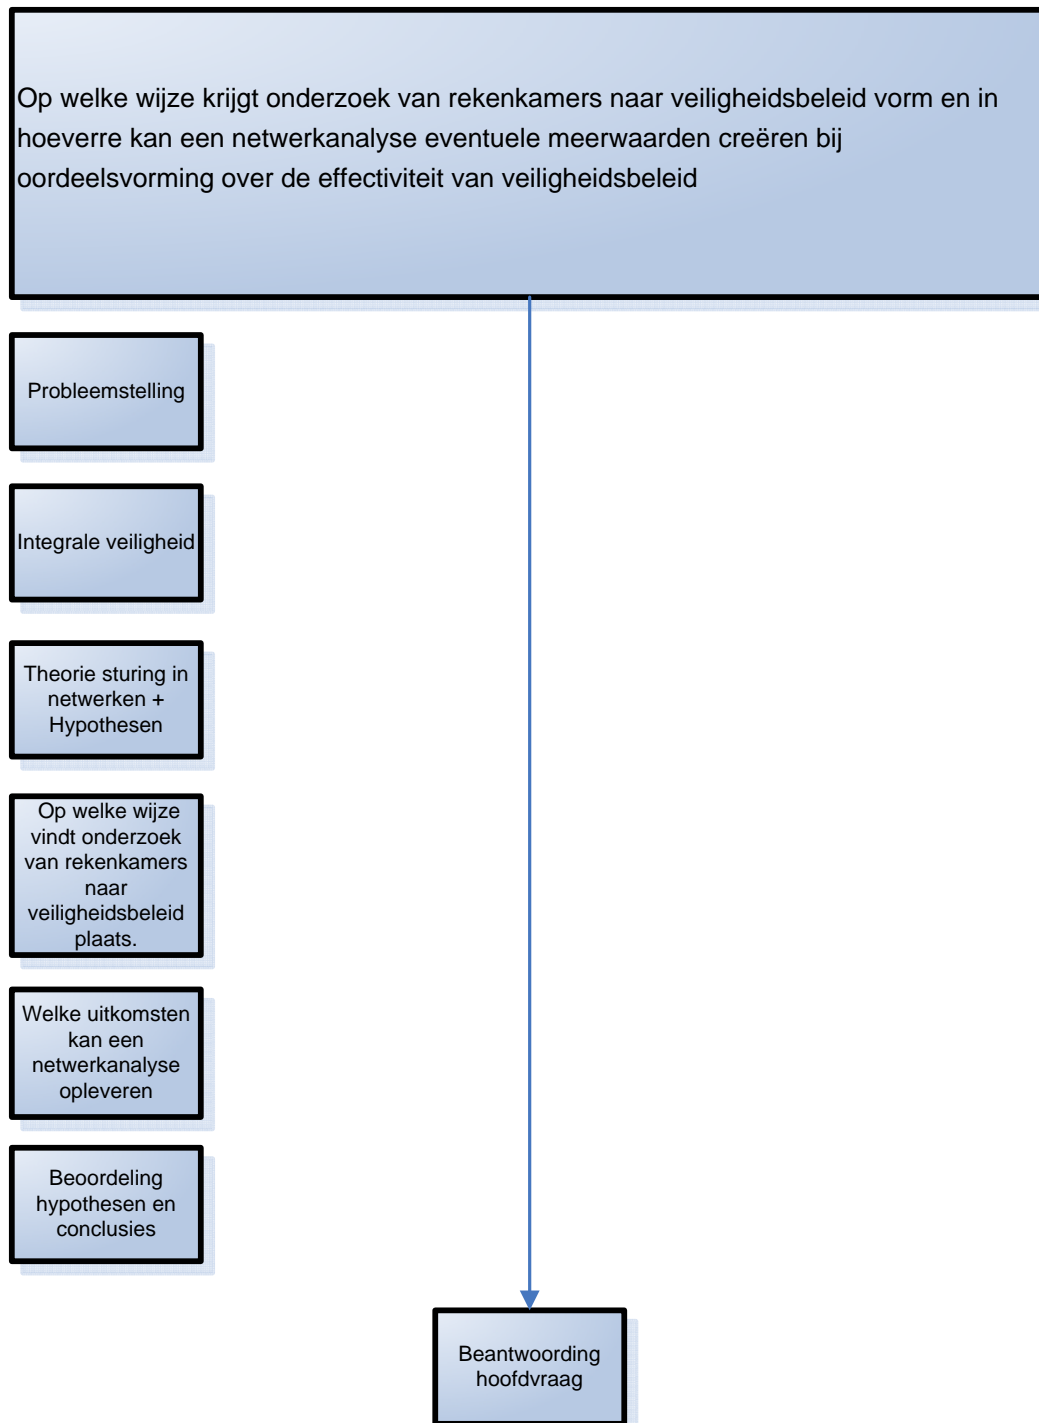 Op welke wijze krijgt onderzoek van rekenkamers naar veiligheidsbeleid vorm en in
hoeverre kan een netwerkanalyse eventuele meerwaarden creëren bij
oordeelsvorming over de effectiviteit van veiligheidsbeleid
Probleemstelling
Integrale veiligheid
Theorie sturing in
netwerken +
Hypothesen
Op welke wijze
vindt onderzoek
van rekenkamers
naar
veiligheidsbeleid
plaats.
Welke uitkomsten
kan een
netwerkanalyse
opleveren
Beoordeling
hypothesen en
conclusies
Beantwoording
hoofdvraag